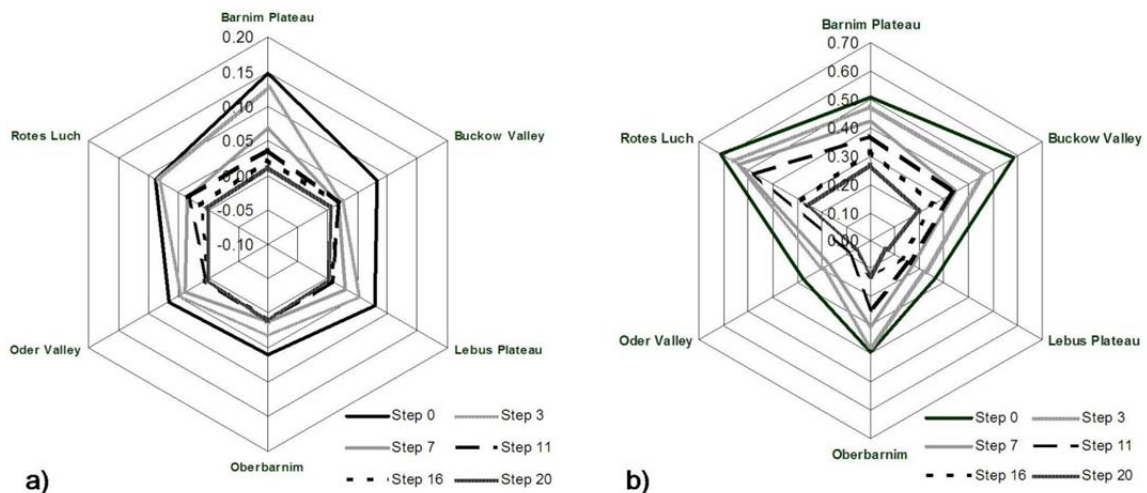 Barnim Plateau
0.20
0.15
0.10
0.05
0.00
-0.05
-0.10
Rotes Luch
Buckow Valley
Oder Valley
Lebus Plateau
Oberbarnim
Step 0
Step 3
Step 7
Step 11
Step 16
Step 20
a)
Barnim Plateau
0.70
0.60
0.50
0.40
0.30
0.20
0.10
0.00
Rotes Luch
Buckow Valley
Oder Valley
Lebus Plateau
Oberbarnim
Step 0
Step 3
Step 7
Step 11
Step 16
Step 20
b)